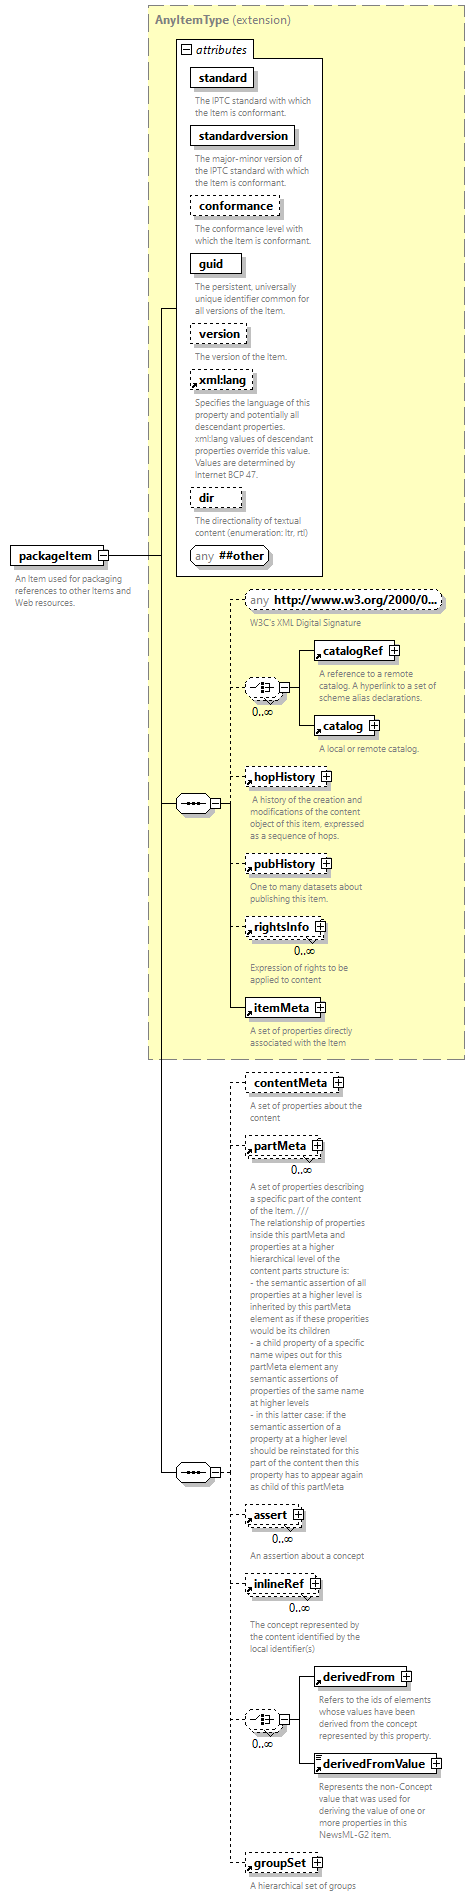 AnyItemType (extension)
attributes
standard
The IPTC standard with which
the Item is conformant.
standardversion
The major-minor version of
the IPTC standard with which
the Item is conformant.
conformance
The conformance level with
which the Item is conformant.
guid
The persistent, universally
unique identifier common for
all versions of the Item.
version
The version of the Item.
xml:lang
Specifies the language of this
property and potentially all
descendant properties.
xml:lang values of descendant
properties override this value.
Values are determined by
Internet BCP 47.
dir
The directionality of textual
content (enumeration: ltr, rtl)
any ##other
packageItem
An Item used for packaging
references to other Items and
Web resources.
any http://www.w3.org/2000/0...
W3C's XML Digital Signature
catalogRef
A reference to a remote
catalog. A hyperlink to a set of
scheme alias declarations.
0..∞
catalog
A local or remote catalog.
hopHistory
A history of the creation and
modifications of the content
object of this item, expressed
as a sequence of hops.
pubHistory
One to many datasets about
publishing this item.
rightsInfo
0..∞
Expression of rights to be
applied to content
itemMeta
A set of properties directly
associated with the Item
contentMeta
A set of properties about the
content
partMeta
0..∞
A set of properties describing
a specific part of the content
of the Item. ///
The relationship of properties
inside this partMeta and
properties at a higher
hierarchical level of the
content parts structure is:
- the semantic assertion of all
properties at a higher level is
inherited by this partMeta
element as if these properities
would be its children
- a child property of a specific
name wipes out for this
partMeta element any
semantic assertions of
properties of the same name
at higher levels
- in this latter case: if the
semantic assertion of a
property at a higher level
should be reinstated for this
part of the content then this
property has to appear again
as child of this partMeta
assert
0..∞
An assertion about a concept
inlineRef
0..∞
The concept represented by
the content identified by the
local identifier(s)
derivedFrom
Refers to the ids of elements
whose values have been
derived from the concept
represented by this property.
0..∞
derivedFromValue
Represents the non-Concept
value that was used for
deriving the value of one or
more properties in this
NewsML-G2 item.
groupSet
A hierarchical set of groups